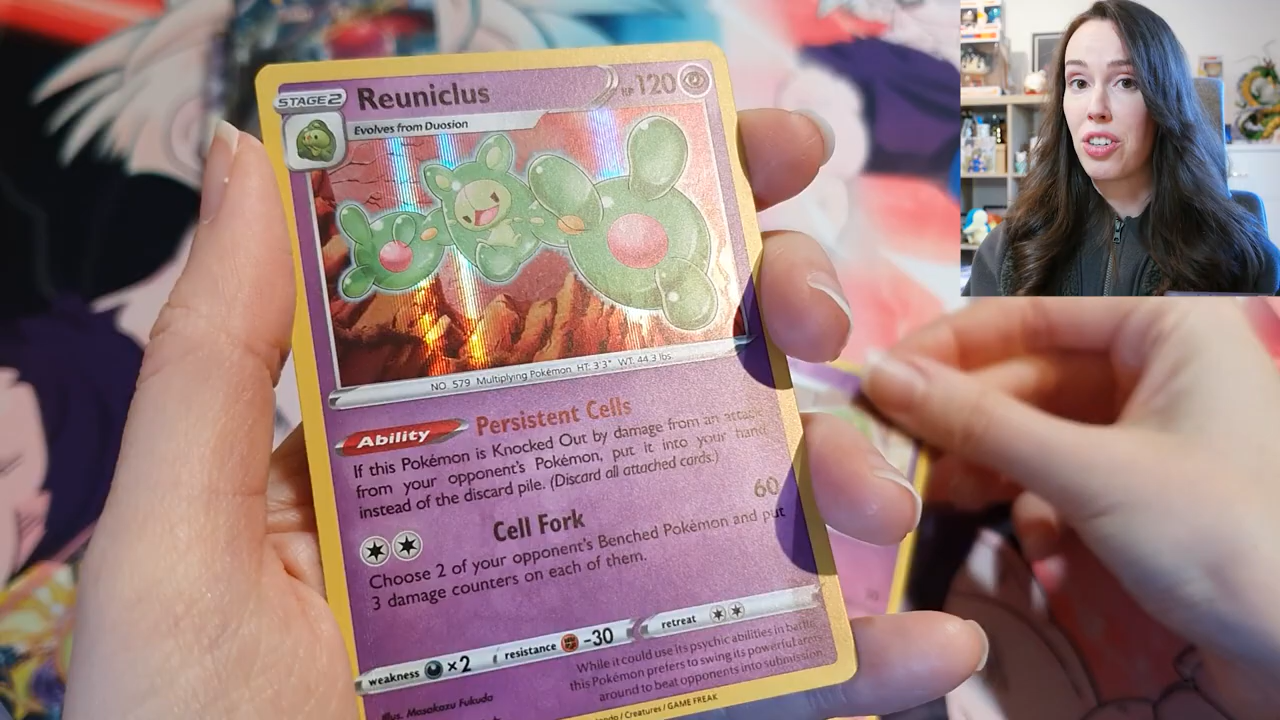 STAGE2 Reuniclus HP 120
Evolves from Duosion
NO. 579 Multiplying Pokémon HT: 3'3" WT: 44.3 lbs.
Ability Persistent Cells
If this Pokémon is Knocked Out by damage from an attack
from your opponent's Pokémon, put it into your hand
instead of the discard pile. (Discard all attached cards.)
Cell Fork 60
Choose 2 of your opponent's Benched Pokémon and put
3 damage counters on each of them.
weakness ×2 resistance -30 retreat
While it could use its psychic abilities in battle,
this Pokémon prefers to swing its powerful arms
around to beat opponents into submission.
Illus. Masakazu Fukuda
/ Creatures / GAME FREAK